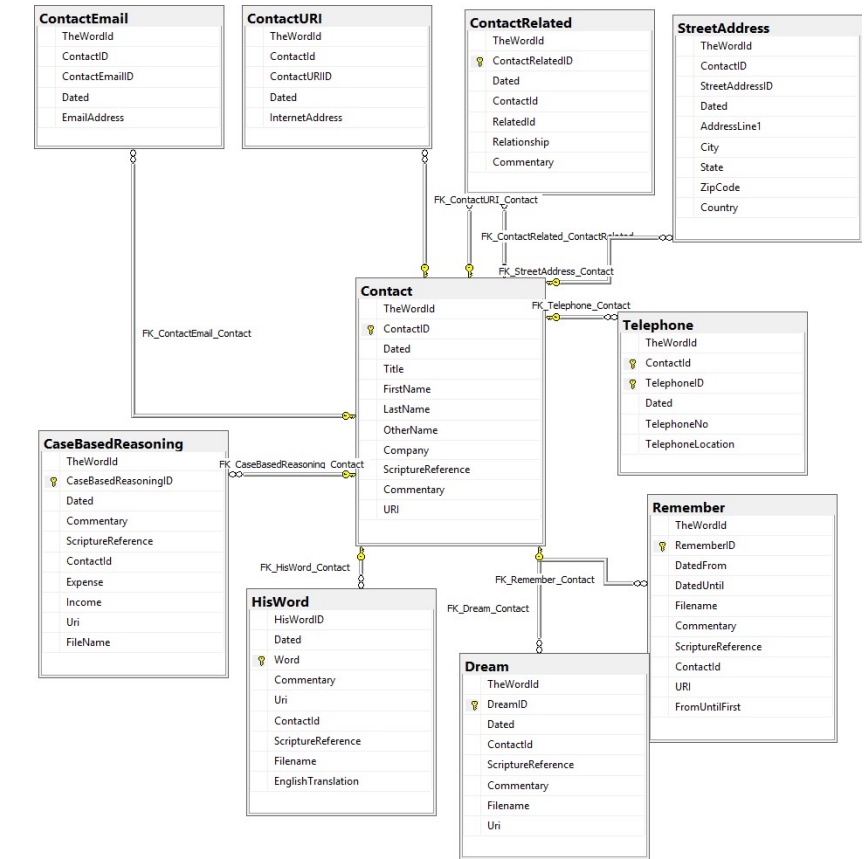 ContactEmail
TheWordId
ContactID
ContactEmailID
Dated
EmailAddress
ContactURI
TheWordId
ContactId
ContactURIID
Dated
InternetAddress
ContactRelated
TheWordId
ContactRelatedID
Dated
ContactId
RelatedId
Relationship
Commentary
StreetAddress
TheWordId
ContactID
StreetAddressID
Dated
AddressLine1
City
State
ZipCode
Country
FK_ContactURI_Contact
FK_ContactRelated_ContactRelated
FK_StreetAddress_Contact
FK_Telephone_Contact
FK_ContactEmail_Contact
Contact
TheWordId
ContactID
Dated
Title
FirstName
LastName
OtherName
Company
ScriptureReference
Commentary
URI
Telephone
TheWordId
ContactId
TelephoneID
Dated
TelephoneNo
TelephoneLocation
CaseBasedReasoning
TheWordId
CaseBasedReasoningID
Dated
Commentary
ScriptureReference
ContactId
Expense
Income
Uri
FileName
FK_CaseBasedReasoning_Contact
FK_HisWord_Contact
FK_Remember_Contact
FK_Dream_Contact
HisWord
HisWordID
Dated
Word
Commentary
Uri
ContactId
ScriptureReference
Filename
EnglishTranslation
Dream
TheWordId
DreamID
Dated
ContactId
ScriptureReference
Commentary
Filename
Uri
Remember
TheWordId
RememberID
DatedFrom
DatedUntil
Filename
Commentary
ScriptureReference
ContactId
URI
FromUntilFirst